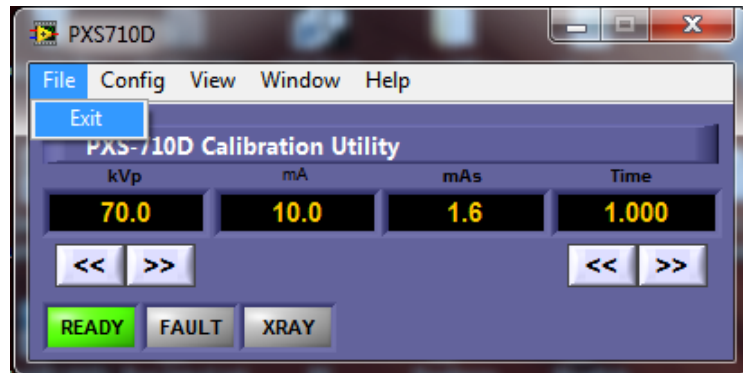 PXS710D
File Config View Window Help
Exit
PXS-710D Calibration Utility
kVp mA mAs Time
70.0 10.0 1.6 1.000
<< >> << >>
READY FAULT XRAY